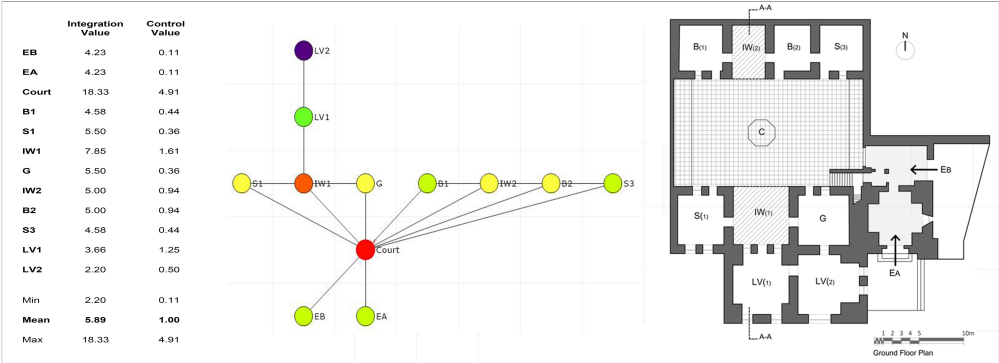 Integration Value Control Value
EB 4.23 0.11
EA 4.23 0.11
Court 18.33 4.91
B1 4.58 0.44
S1 5.50 0.36
IW1 7.85 1.61
G 5.50 0.36
IW2 5.00 0.94
B2 5.00 0.94
S3 4.58 0.44
LV1 3.66 1.25
LV2 2.20 0.50
Min 2.20 0.11
Mean 5.89 1.00
Max 18.33 4.91
LV2
LV1
S1 IW1 G B1 IW2 B2 S3
Court
EB EA
A-A
B(1) IW(2) B(2) S(3)
N
C
EB
S(1) IW(1) G
EA
LV(1) LV(2)
A-A
1 2 3 4 5 10m
Ground Floor Plan